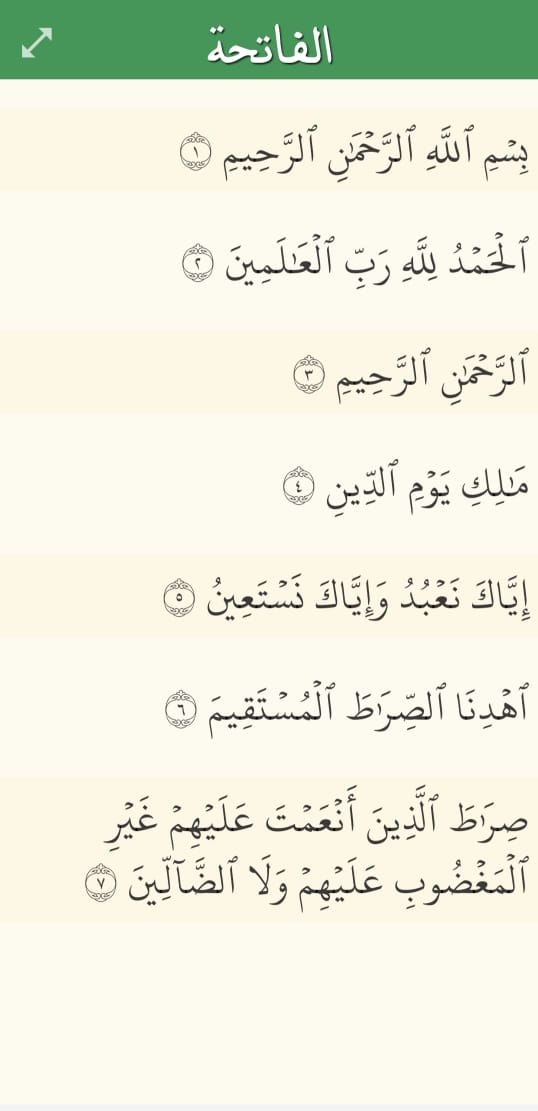 الفاتحة
بِسْمِ ٱللَّهِ ٱلرَّحْمَٰنِ ٱلرَّحِيمِ ١
ٱلْحَمْدُ لِلَّهِ رَبِّ ٱلْعَٰلَمِينَ ٢
ٱلرَّحْمَٰنِ ٱلرَّحِيمِ ٣
مَٰلِكِ يَوْمِ ٱلدِّينِ ٤
إِيَّاكَ نَعْبُدُ وَإِيَّاكَ نَسْتَعِينُ ٥
ٱهْدِنَا ٱلصِّرَٰطَ ٱلْمُسْتَقِيمَ ٦
صِرَٰطَ ٱلَّذِينَ أَنْعَمْتَ عَلَيْهِمْ غَيْرِ
ٱلْمَغْضُوبِ عَلَيْهِمْ وَلَا ٱلضَّآلِّينَ ٧